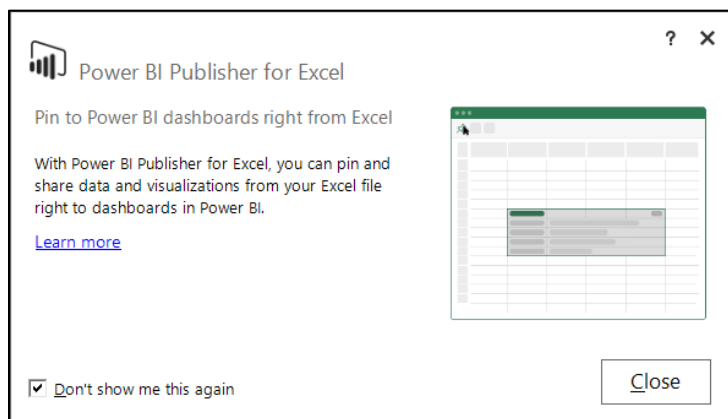 ? ×
Power BI Publisher for Excel
Pin to Power BI dashboards right from Excel
With Power BI Publisher for Excel, you can pin and
share data and visualizations from your Excel file
right to dashboards in Power BI.
Learn more
Don't show me this again
Close